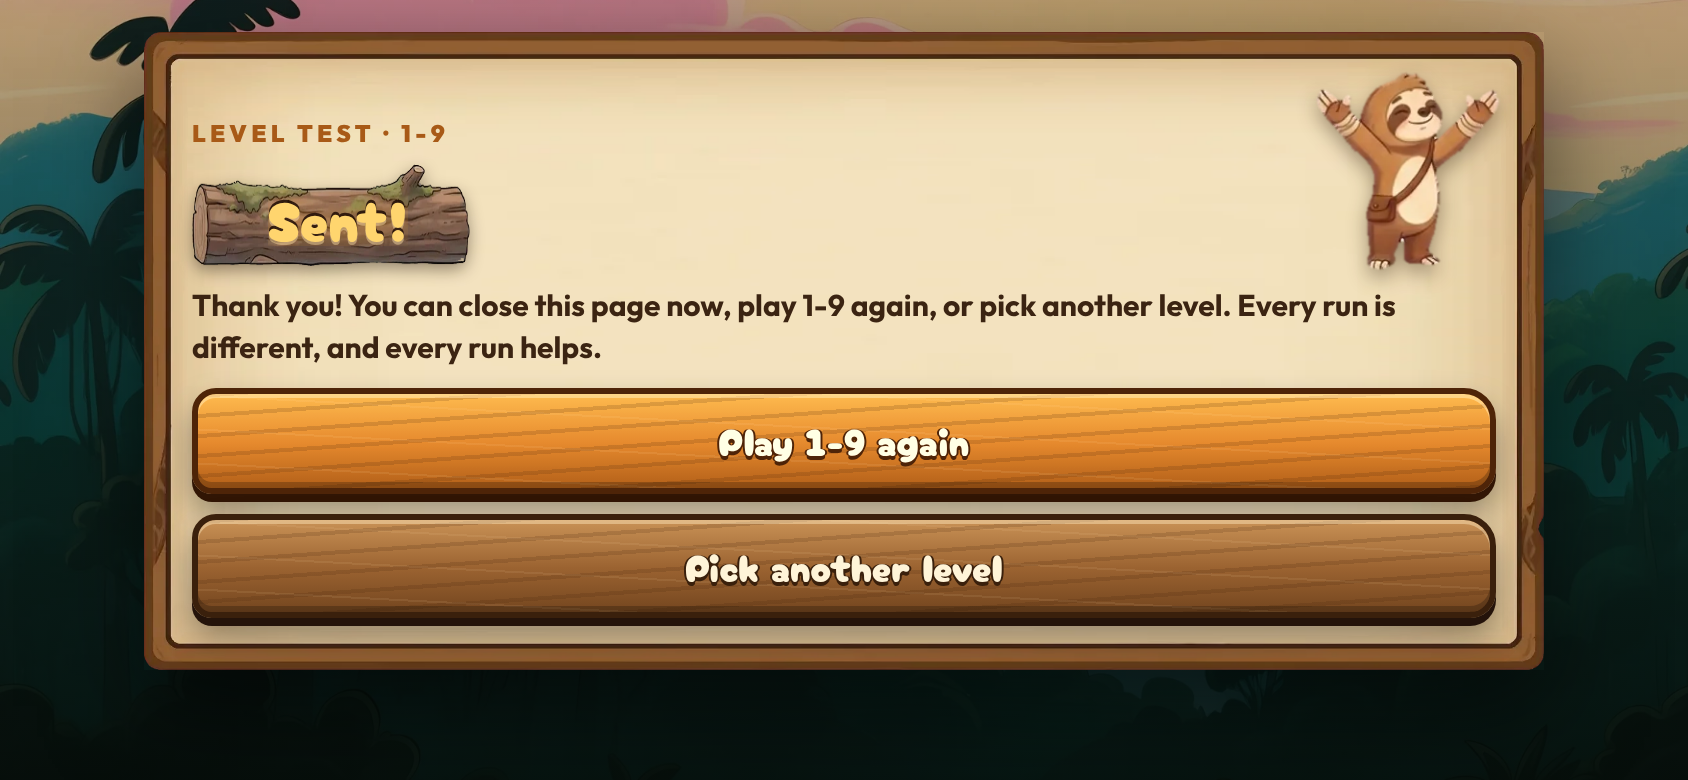 LEVEL TEST · 1-9
Sent!
Thank you! You can close this page now, play 1-9 again, or pick another level. Every run is
different, and every run helps.
Play 1-9 again
Pick another level